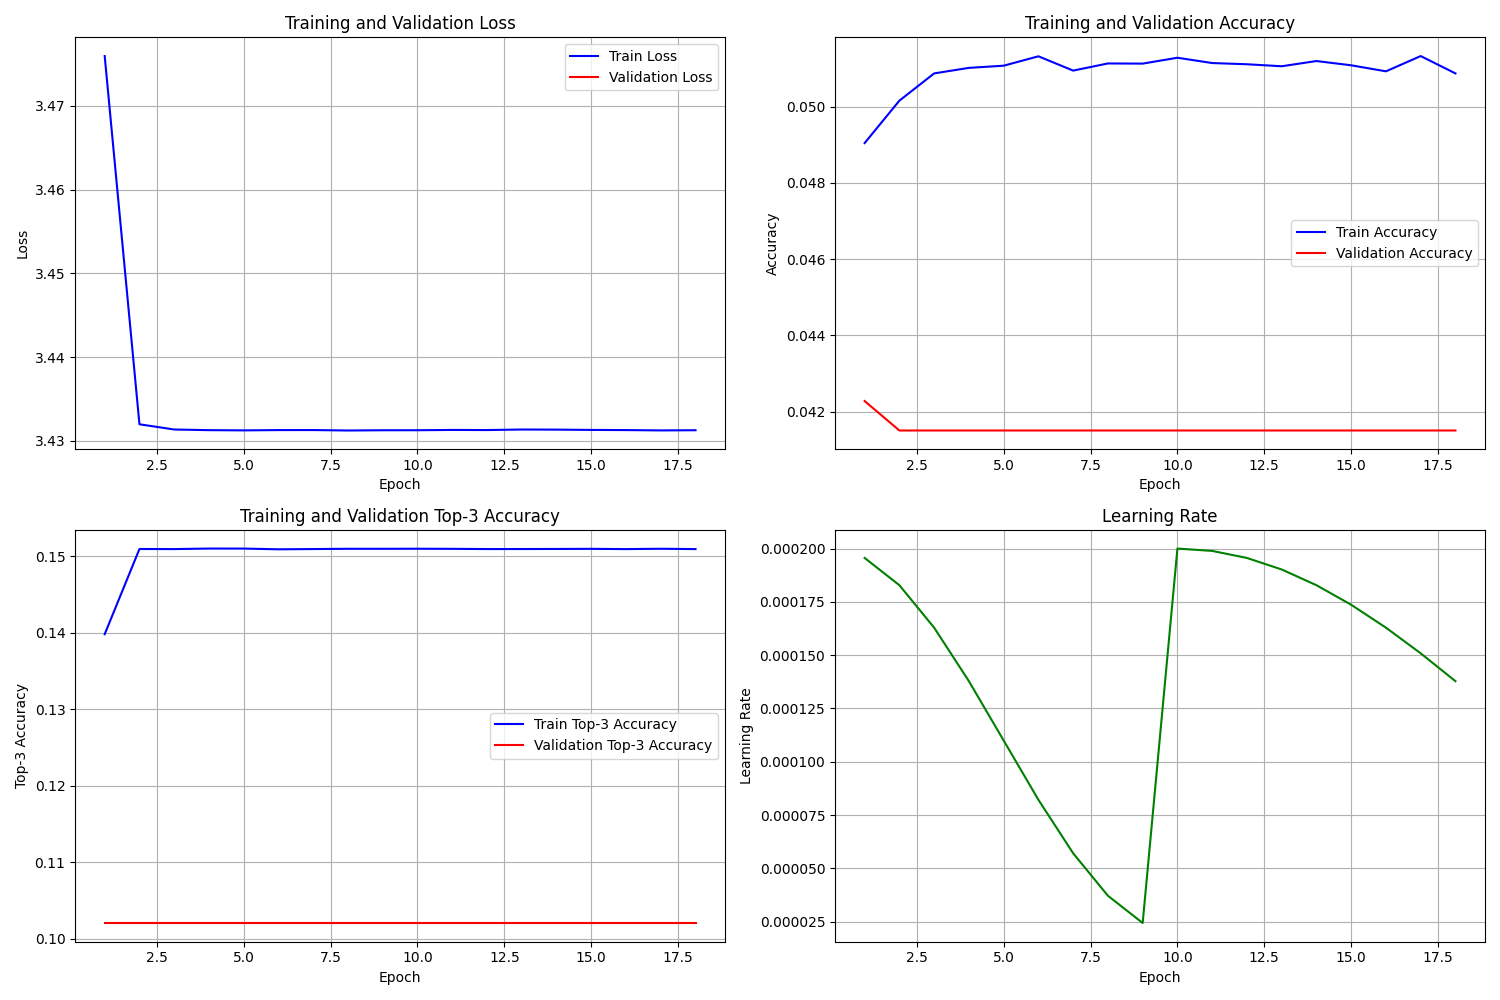 Training and Validation Loss
Train Loss
Validation Loss
3.47
3.46
3.45
3.44
3.43
Loss
2.5 5.0 7.5 10.0 12.5 15.0 17.5
Epoch
Training and Validation Accuracy
0.050
0.048
0.046
0.044
0.042
Accuracy
Train Accuracy
Validation Accuracy
2.5 5.0 7.5 10.0 12.5 15.0 17.5
Epoch
Training and Validation Top-3 Accuracy
0.15
0.14
0.13
0.12
0.11
0.10
Top-3 Accuracy
Train Top-3 Accuracy
Validation Top-3 Accuracy
2.5 5.0 7.5 10.0 12.5 15.0 17.5
Epoch
Learning Rate
0.000200
0.000175
0.000150
0.000125
0.000100
0.000075
0.000050
0.000025
Learning Rate
2.5 5.0 7.5 10.0 12.5 15.0 17.5
Epoch